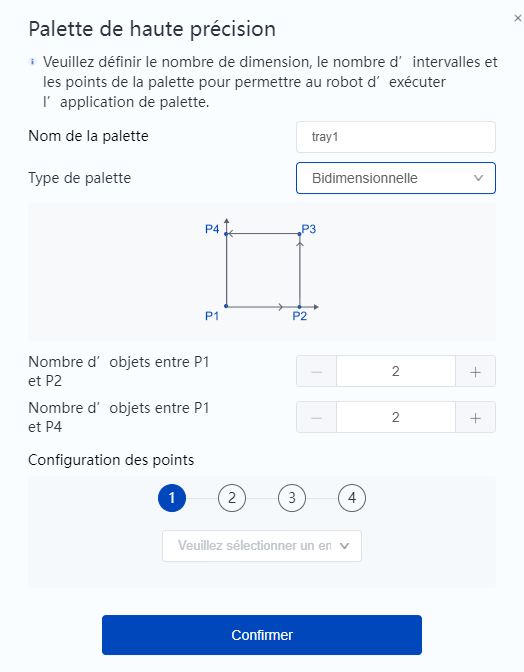 Palette de haute précision
Veuillez définir le nombre de dimension, le nombre d’intervalles et
les points de la palette pour permettre au robot d’exécuter
l’application de palette.
Nom de la palette
tray1
Type de palette
Bidimensionnelle
P4
P3
P1
P2
Nombre d’objets entre P1
et P2
2
Nombre d’objets entre P1
et P4
2
Configuration des points
1 2 3 4
Veuillez sélectionner un
Confirmer